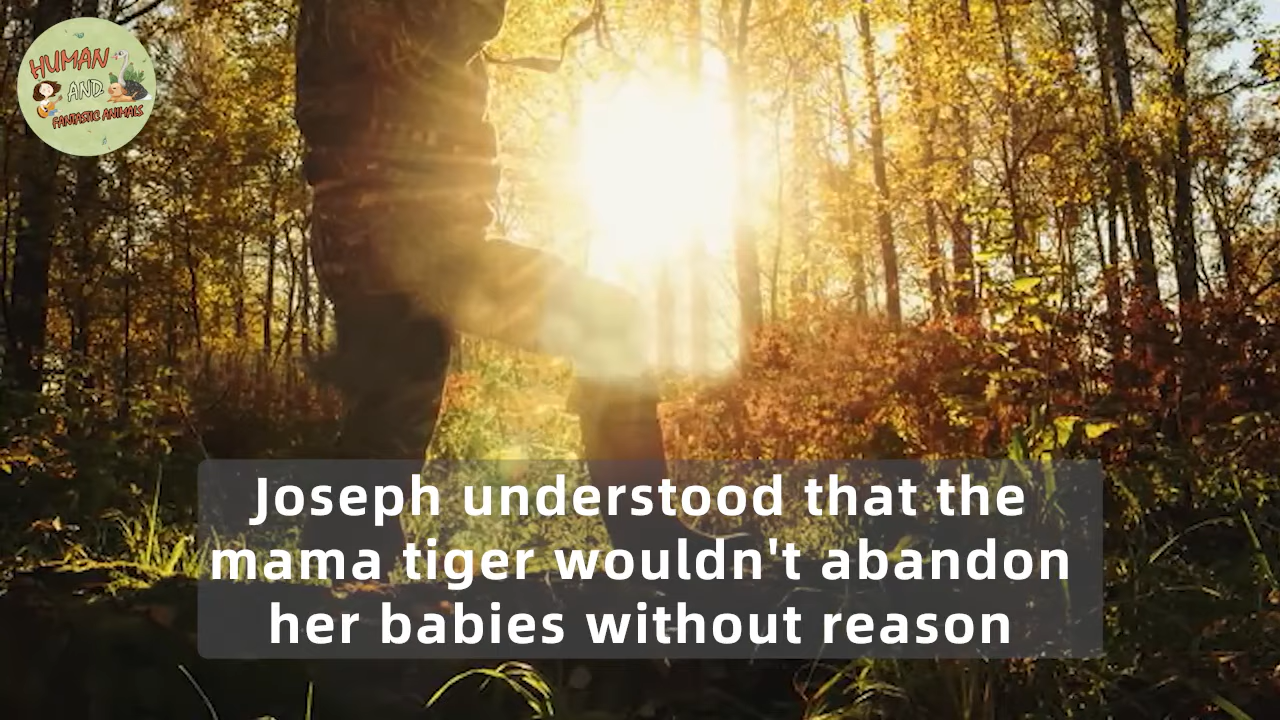 HUMAN
AND
FANTASTIC ANIMALS
Joseph understood that the
mama tiger wouldn't abandon
her babies without reason